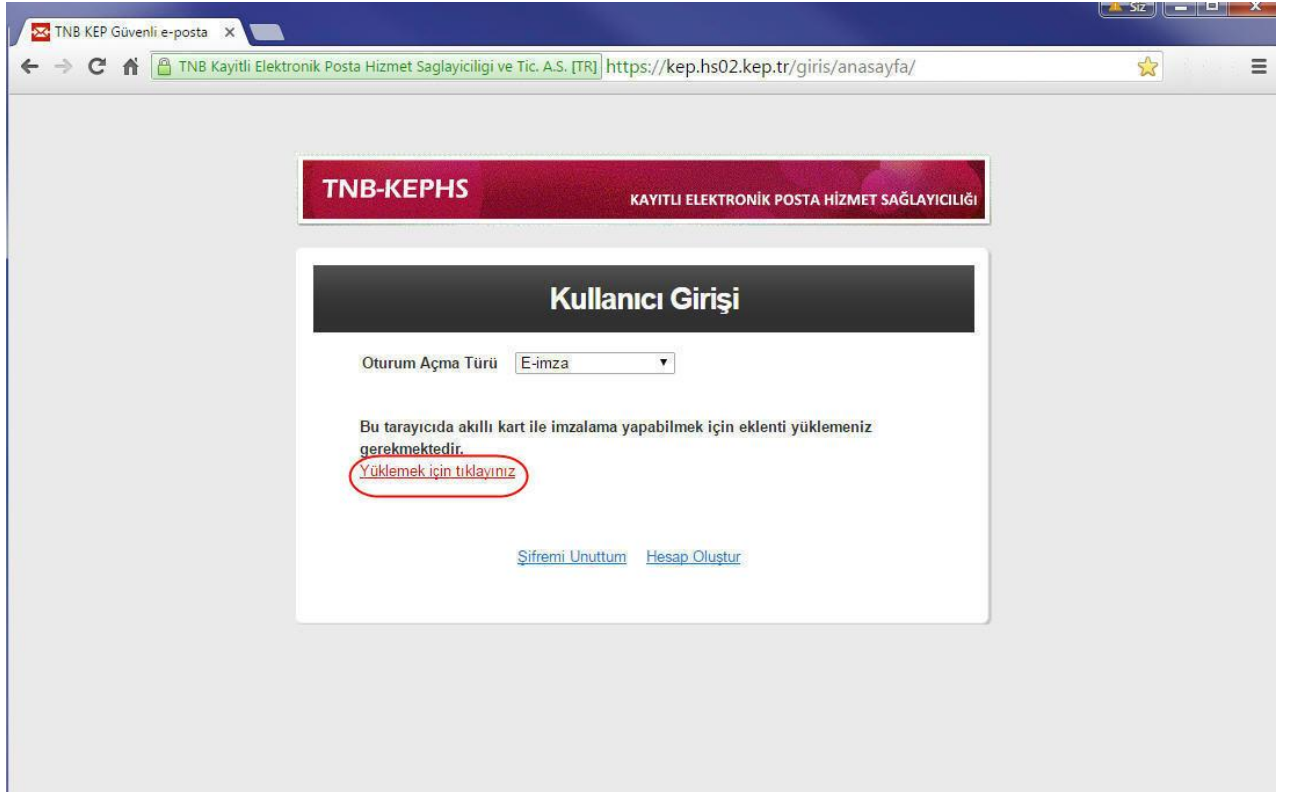 Siz
TNB KEP Güvenli e-posta
TNB Kayitli Elektronik Posta Hizmet Saglayiciligi ve Tic. A.S. [TR] https://kep.hs02.kep.tr/giris/anasayfa/
TNB-KEPHS
KAYITLI ELEKTRONİK POSTA HİZMET SAĞLAYICILIĞI
Kullanıcı Girişi
Oturum Açma Türü E-imza
Bu tarayıcıda akıllı kart ile imzalama yapabilmek için eklenti yüklemeniz
gerekmektedir.
Yüklemek için tıklayınız
Şifremi Unuttum Hesap Oluştur